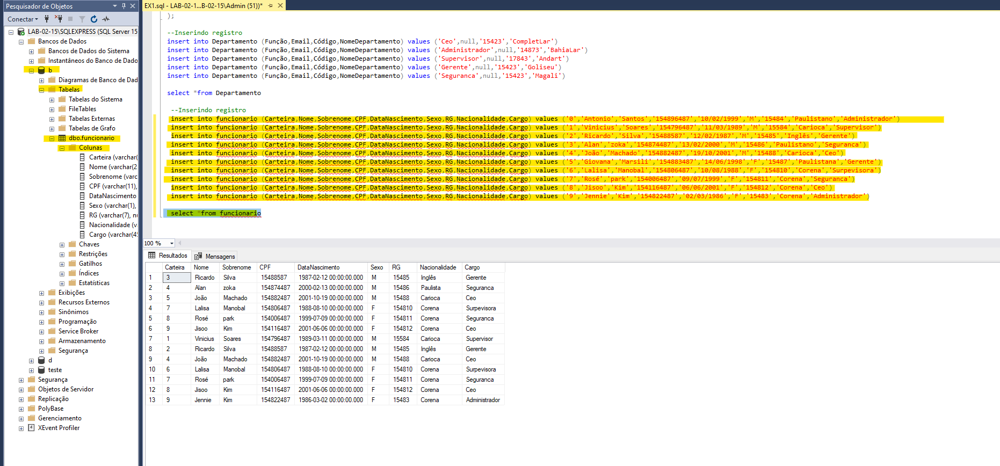 Pesquisador de Objetos
Conectar
LAB-02-15\SQLEXPRESS (SQL Server 15
Bancos de Dados
Bancos de Dados do Sistema
Instantâneos do Banco de Dado
b
Diagramas de Banco de Dad
Tabelas
Tabelas do Sistema
FileTables
Tabelas Externas
Tabelas de Grafo
dbo.funcionario
Colunas
Carteira (varchar(
Nome (varchar(2
Sobrenome (varc
CPF (varchar(11),
DataNascimento
Sexo (varchar(1),
RG (varchar(7), nu
Nacionalidade (v
Cargo (varchar(45
Chaves
Restrições
Gatilhos
Índices
Estatísticas
Exibições
Recursos Externos
Sinônimos
Programação
Service Broker
Armazenamento
Segurança
d
teste
Segurança
Objetos de Servidor
Replicação
PolyBase
Gerenciamento
XEvent Profiler
EX1.sql - LAB-02-1...B-02-15\Admin (51))*
);
--Inserindo registro
insert into Departamento (Função,Email,Código,NomeDepartamento) values ('Ceo',null,'15423','CompletLar')
insert into Departamento (Função,Email,Código,NomeDepartamento) values ('Administrador',null,'14873','BahiaLar')
insert into Departamento (Função,Email,Código,NomeDepartamento) values ('Supervisor',null,'17843','Andart')
insert into Departamento (Função,Email,Código,NomeDepartamento) values ('Gerente',null,'15423','Goliseu')
insert into Departamento (Função,Email,Código,NomeDepartamento) values ('Seguranca',null,'15423','Magali')
select *from Departamento
--Inserindo registro
insert into funcionario (Carteira,Nome,Sobrenome,CPF,DataNascimento,Sexo,RG,Nacionalidade,Cargo) values ('0','Antonio','Santos','154896487','10/02/1999','M','15484','Paulistano','Administrador')
insert into funcionario (Carteira,Nome,Sobrenome,CPF,DataNascimento,Sexo,RG,Nacionalidade,Cargo) values ('1','Vinicius','Soares','154796487','11/03/1989','M','15584','Carioca','Supervisor')
insert into funcionario (Carteira,Nome,Sobrenome,CPF,DataNascimento,Sexo,RG,Nacionalidade,Cargo) values ('2','Ricardo','Silva','15488587','12/02/1987','M','15485','Inglês','Gerente')
insert into funcionario (Carteira,Nome,Sobrenome,CPF,DataNascimento,Sexo,RG,Nacionalidade,Cargo) values ('3','Alan','zoka','154874487','13/02/2000','M','15486','Paulistano','Seguranca')
insert into funcionario (Carteira,Nome,Sobrenome,CPF,DataNascimento,Sexo,RG,Nacionalidade,Cargo) values ('4','João','Machado','154882487','19/10/2001','M','15488','Carioca','Ceo')
insert into funcionario (Carteira,Nome,Sobrenome,CPF,DataNascimento,Sexo,RG,Nacionalidade,Cargo) values ('5','Giovana','Marsili','154883487','14/06/1998','F','15487','Paulistana','Gerente')
insert into funcionario (Carteira,Nome,Sobrenome,CPF,DataNascimento,Sexo,RG,Nacionalidade,Cargo) values ('6','Lalisa','Manobal','154806487','10/08/1988','F','154810','Corena','Surpevisora')
insert into funcionario (Carteira,Nome,Sobrenome,CPF,DataNascimento,Sexo,RG,Nacionalidade,Cargo) values ('7','Rosé','park','154006487','09/07/1999','F','154811','Corena','Seguranca')
insert into funcionario (Carteira,Nome,Sobrenome,CPF,DataNascimento,Sexo,RG,Nacionalidade,Cargo) values ('8','Jisoo','Kim','154116487','06/06/2001','F','154812','Corena','Ceo')
insert into funcionario (Carteira,Nome,Sobrenome,CPF,DataNascimento,Sexo,RG,Nacionalidade,Cargo) values ('9','Jennie','Kim','154822487','02/03/1986','F','15483','Corena','Administrador')
select *from funcionario
100 %
Resultados Mensagens
Carteira Nome Sobrenome CPF DataNascimento Sexo RG Nacionalidade Cargo
1 3 Ricardo Silva 15488587 1987-02-12 00:00:00.000 M 15485 Inglês Gerente
2 4 Alan zoka 154874487 2000-02-13 00:00:00.000 M 15486 Paulista Seguranca
3 5 João Machado 154882487 2001-10-19 00:00:00.000 M 15488 Carioca Ceo
4 7 Lalisa Manobal 154806487 1988-08-10 00:00:00.000 F 154810 Corena Surpevisora
5 8 Rosé park 154006487 1999-07-09 00:00:00.000 F 154811 Corena Seguranca
6 9 Jisoo Kim 154116487 2001-06-06 00:00:00.000 F 154812 Corena Ceo
7 1 Vinicius Soares 154796487 1989-03-11 00:00:00.000 M 15584 Carioca Supervisor
8 2 Ricardo Silva 15488587 1987-02-12 00:00:00.000 M 15485 Inglês Gerente
9 4 João Machado 154882487 2001-10-19 00:00:00.000 M 15488 Carioca Ceo
10 6 Lalisa Manobal 154806487 1988-08-10 00:00:00.000 F 154810 Corena Surpevisora
11 7 Rosé park 154006487 1999-07-09 00:00:00.000 F 154811 Corena Seguranca
12 8 Jisoo Kim 154116487 2001-06-06 00:00:00.000 F 154812 Corena Ceo
13 9 Jennie Kim 154822487 1986-03-02 00:00:00.000 F 15483 Corena Administrador